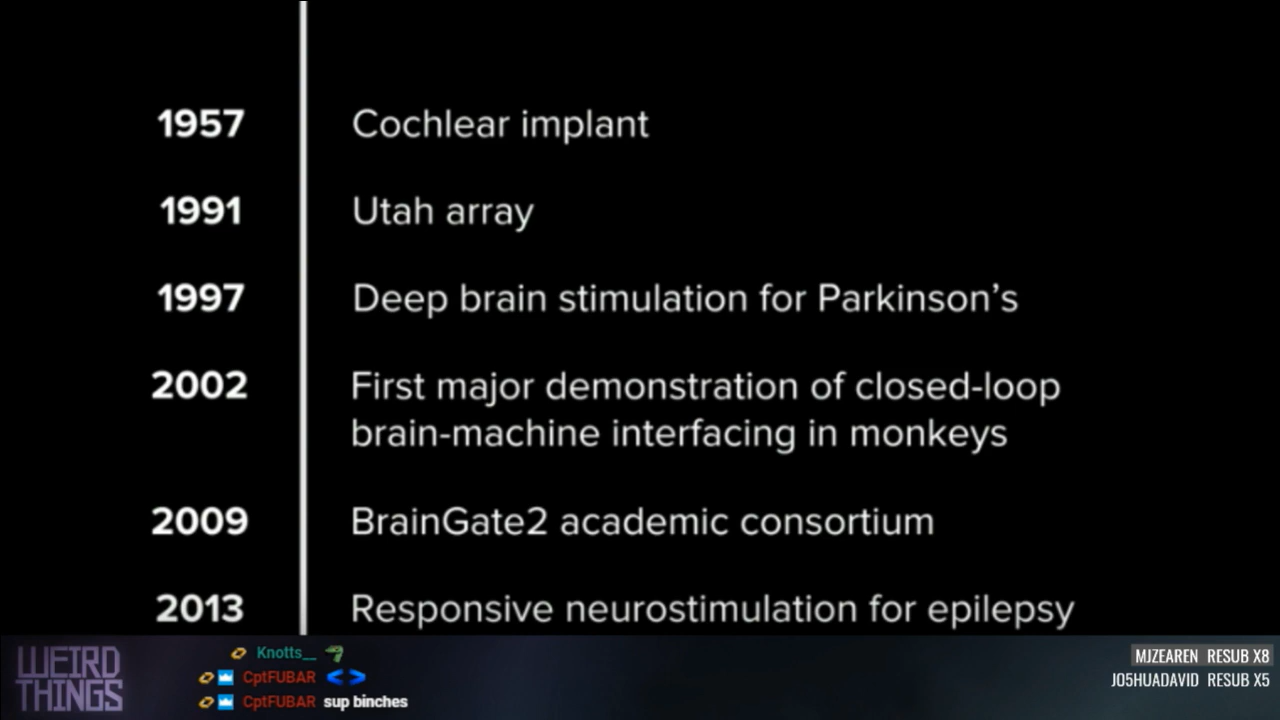 1957 Cochlear implant
1991 Utah array
1997 Deep brain stimulation for Parkinson’s
2002 First major demonstration of closed-loop
brain-machine interfacing in monkeys
2009 BrainGate2 academic consortium
2013 Responsive neurostimulation for epilepsy
WEIRD
THINGS
Knotts__
CptFUBAR < >
CptFUBAR sup binches
MJZEAREN RESUB X8
JO5HUADAVID RESUB X5